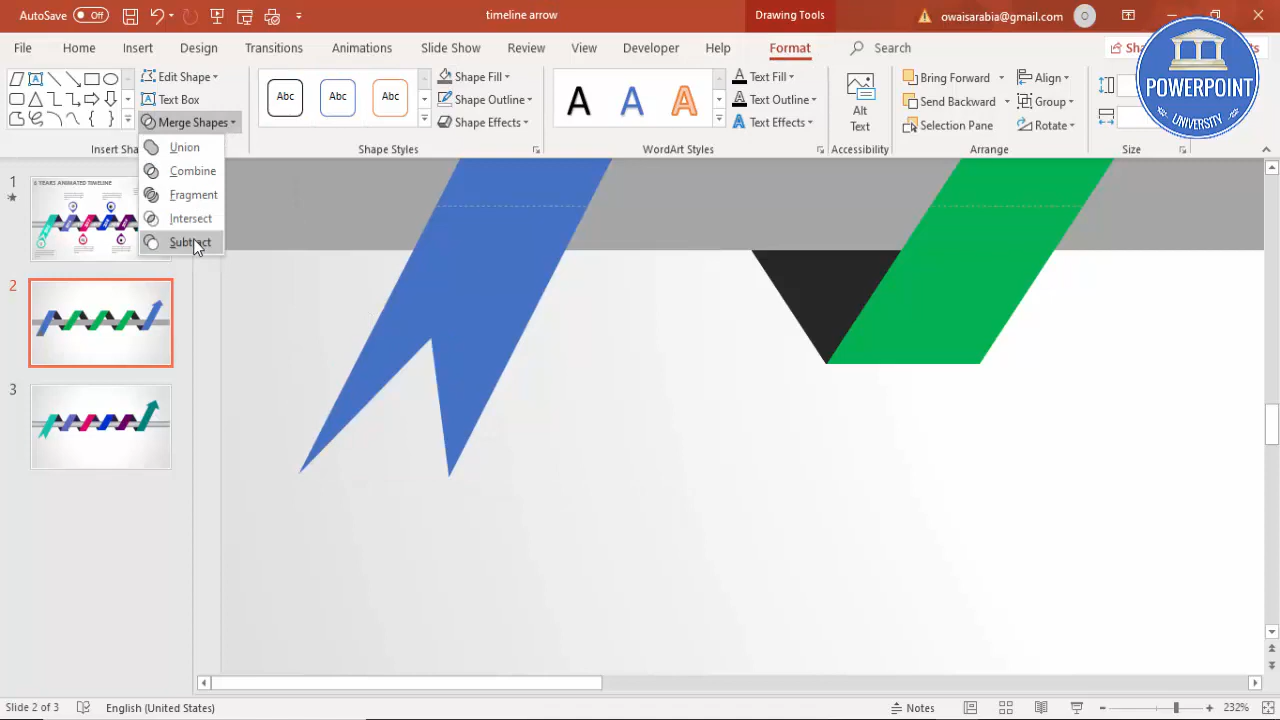 AutoSave Off
timeline arrow
Drawing Tools
owaisarabia@gmail.com
O
File Home Insert Design Transitions Animations Slide Show Review View Developer Help Format Search
Edit Shape
Text Box
Merge Shapes
Union
Combine
Fragment
Intersect
Subtract
Abc Abc Abc
Shape Fill
Shape Outline
Shape Effects
Shape Styles
A A A
Text Fill
Text Outline
Text Effects
WordArt Styles
Alt
Text
Accessibility
Bring Forward
Send Backward
Selection Pane
Align
Group
Rotate
Arrange
Size
POWERPOINT
UNIVERSITY
1
2
3
Slide 2 of 3
English (United States)
Notes
232%